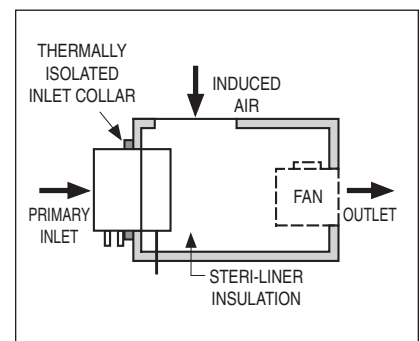 THERMALLY
ISOLATED
INLET COLLAR
INDUCED
AIR
PRIMARY
INLET
FAN
OUTLET
STERI-LINER
INSULATION